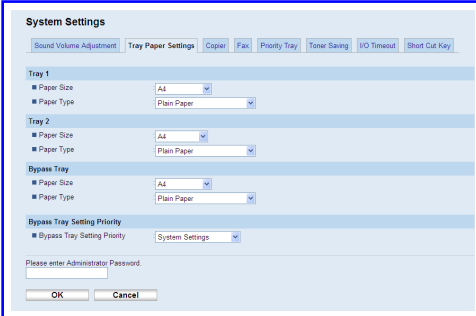 System Settings
Sound Volume Adjustment Tray Paper Settings Copier Fax Priority Tray Toner Saving I/O Timeout Short Cut Key
Tray 1
Paper Size : A4
Paper Type : Plain Paper
Tray 2
Paper Size : A4
Paper Type : Plain Paper
Bypass Tray
Paper Size : A4
Paper Type : Plain Paper
Bypass Tray Setting Priority
Bypass Tray Setting Priority : System Settings
Please enter Administrator Password.
OK Cancel